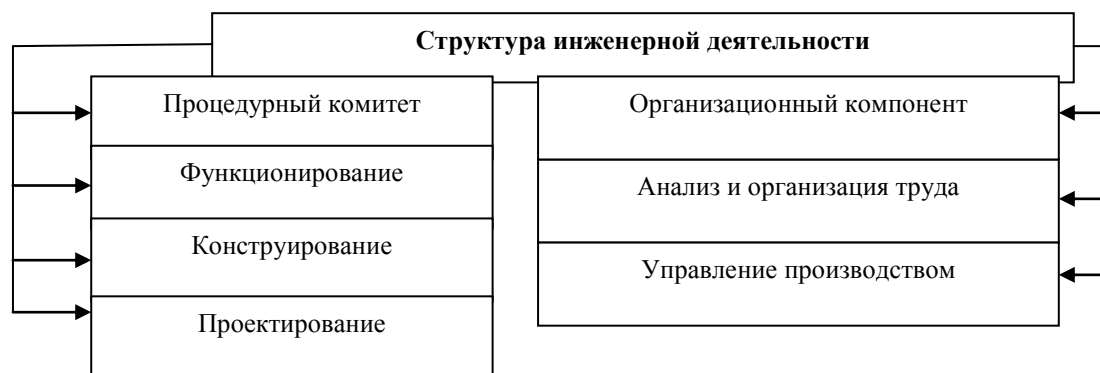 Структура инженерной деятельности
Процедурный комитет
Функционирование
Конструирование
Проектирование
Организационный компонент
Анализ и организация труда
Управление производством